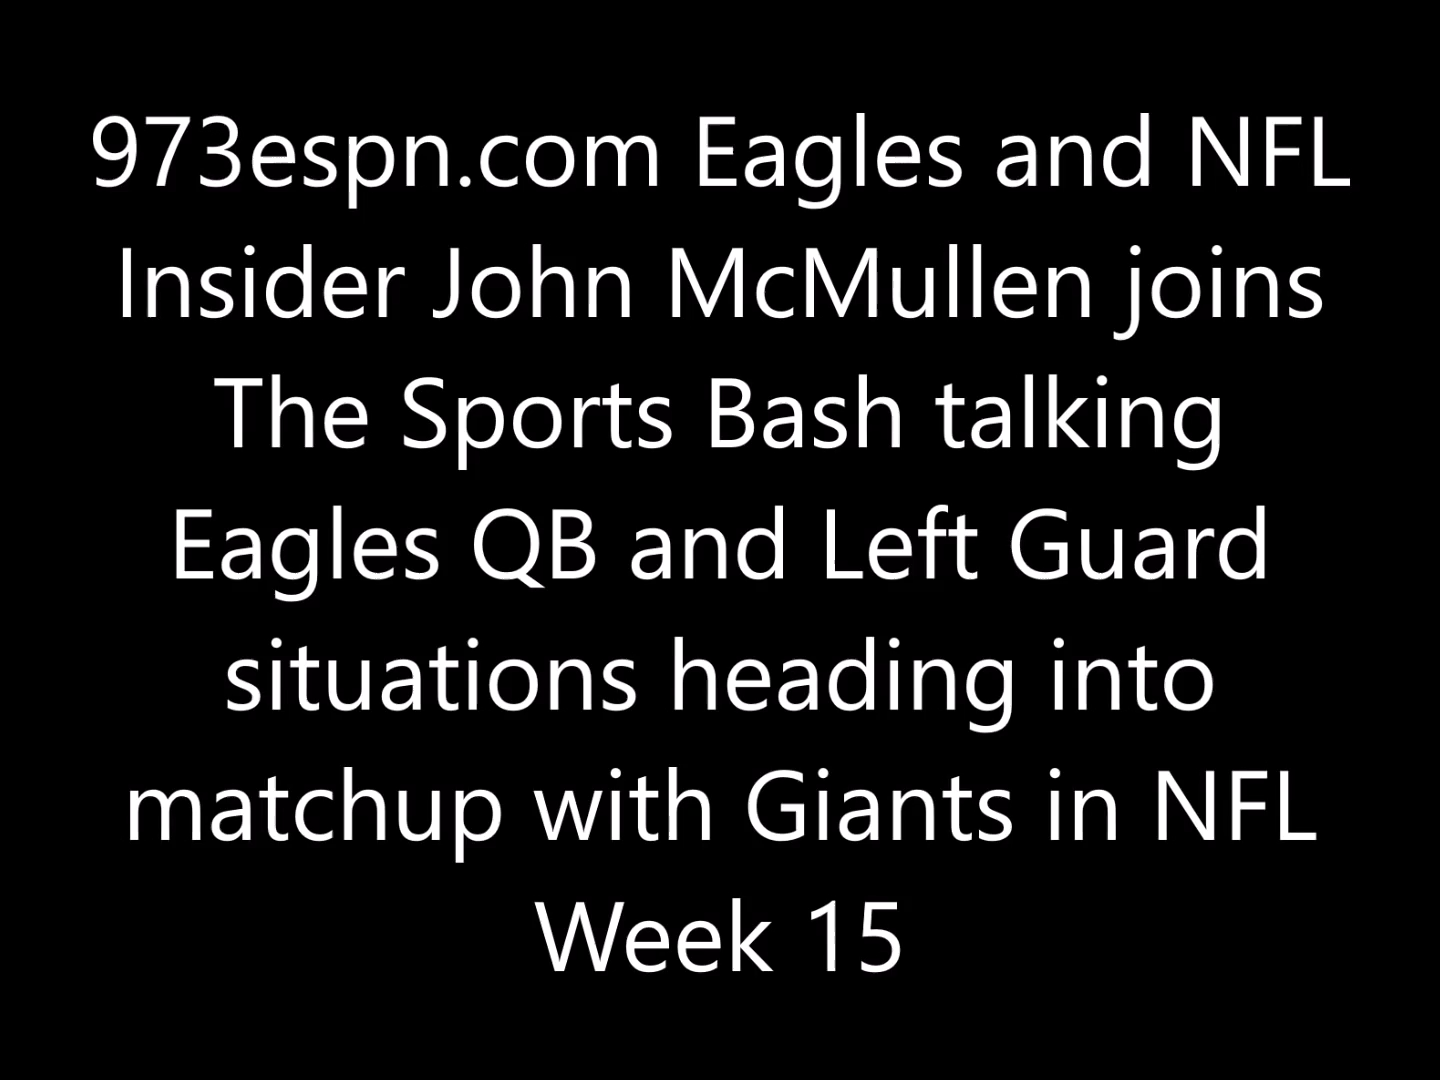 973espn.com Eagles and NFL
Insider John McMullen joins
The Sports Bash talking
Eagles QB and Left Guard
situations heading into
matchup with Giants in NFL
Week 15